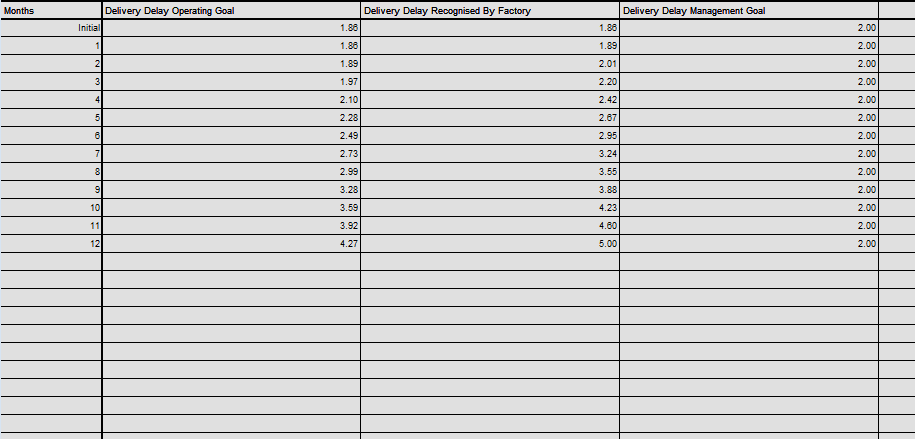 Months Delivery Delay Operating Goal Delivery Delay Recognised By Factory Delivery Delay Management Goal
Initial 1.86 1.86 2.00
1 1.86 1.89 2.00
2 1.89 2.01 2.00
3 1.97 2.20 2.00
4 2.10 2.42 2.00
5 2.28 2.67 2.00
6 2.49 2.95 2.00
7 2.73 3.24 2.00
8 2.99 3.55 2.00
9 3.28 3.88 2.00
10 3.59 4.23 2.00
11 3.92 4.60 2.00
12 4.27 5.00 2.00